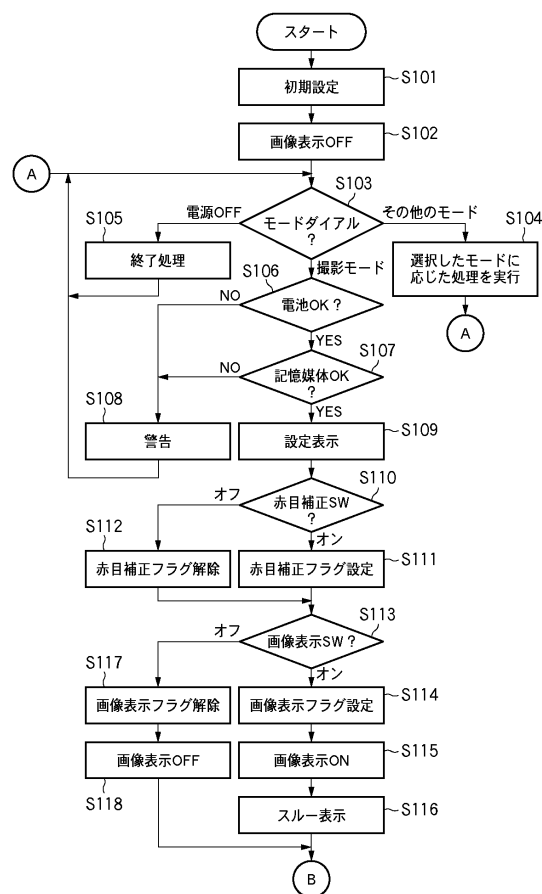 スタート
初期設定
S101
画像表示OFF
S102
A
S103
モードダイアル
?
電源OFF
その他のモード
撮影モード
S105
終了処理
S104
選択したモードに
応じた処理を実行
A
S106
電池OK?
NO
YES
S107
記憶媒体OK
?
NO
YES
S108
警告
設定表示
S109
S110
赤目補正SW
?
オフ
オン
S112
赤目補正フラグ解除
赤目補正フラグ設定
S111
S113
画像表示SW?
オフ
オン
S117
画像表示フラグ解除
画像表示フラグ設定
S114
画像表示OFF
S118
画像表示ON
S115
スルー表示
S116
B